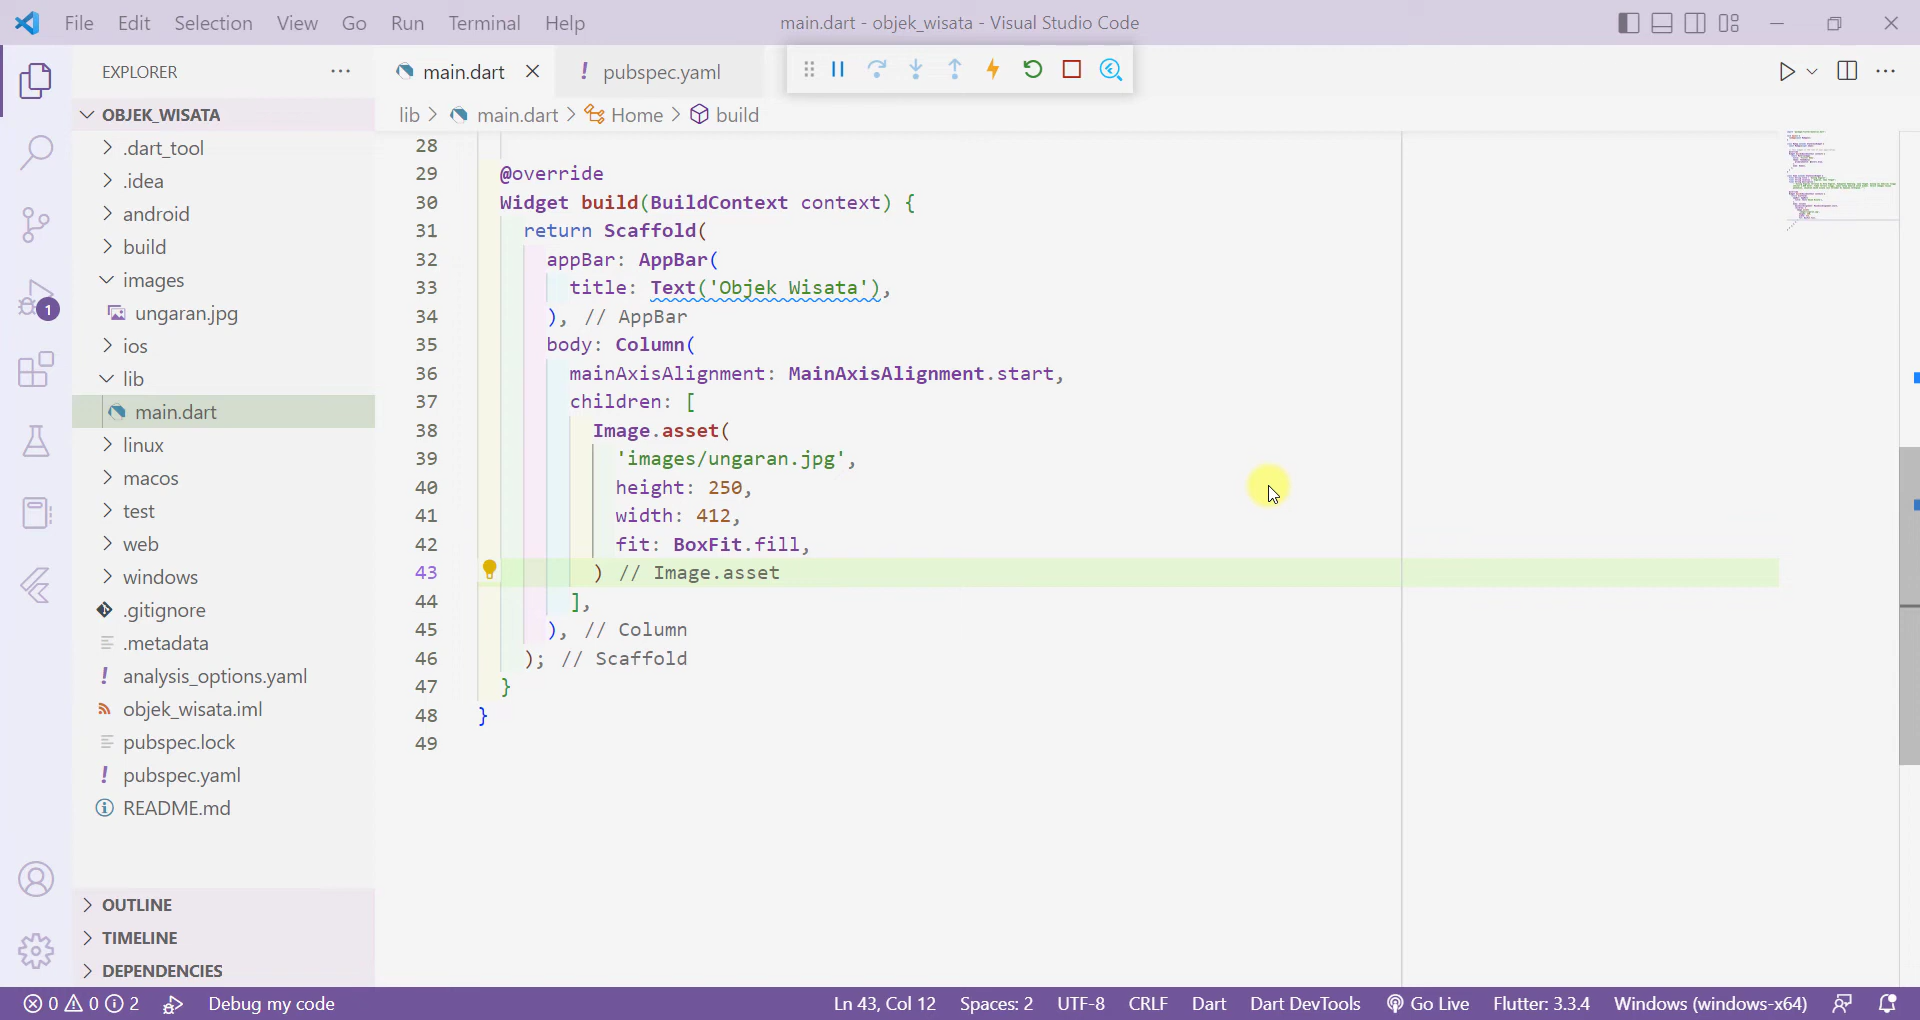 File Edit Selection View Go Run Terminal Help
main.dart - objek_wisata - Visual Studio Code
EXPLORER
OBJEK_WISATA
.dart_tool
.idea
android
build
images
ungaran.jpg
ios
lib
main.dart
linux
macos
test
web
windows
.gitignore
.metadata
analysis_options.yaml
objek_wisata.iml
pubspec.lock
pubspec.yaml
README.md
OUTLINE
TIMELINE
DEPENDENCIES
1
main.dart
pubspec.yaml
lib > main.dart > Home > build
28
29 @override
30 Widget build(BuildContext context) {
31 return Scaffold(
32 appBar: AppBar(
33 title: Text('Objek Wisata'),
34 ), // AppBar
35 body: Column(
36 mainAxisAlignment: MainAxisAlignment.start,
37 children: [
38 Image.asset(
39 'images/ungaran.jpg',
40 height: 250,
41 width: 412,
42 fit: BoxFit.fill,
43 ) // Image.asset
44 ],
45 ), // Column
46 ); // Scaffold
47 }
48 }
49
0 0 2 Debug my code
Ln 43, Col 12 Spaces: 2 UTF-8 CRLF Dart Dart DevTools Go Live Flutter: 3.3.4 Windows (windows-x64)